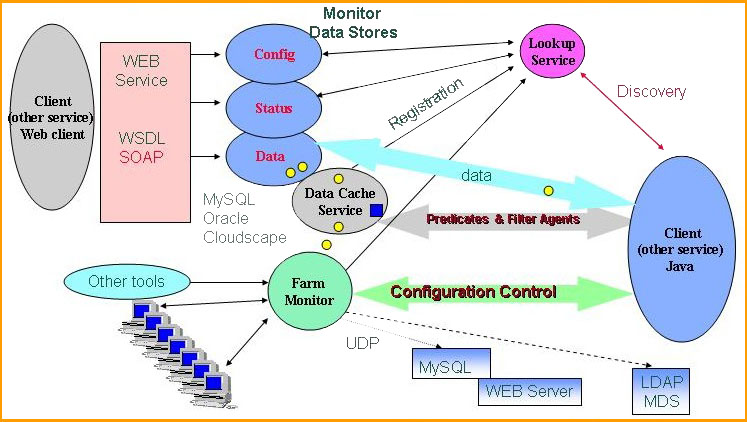 Monitor
Data Stores
WEB
Service
WSDL
SOAP
Client
(other service)
Web client
Config
Status
Data
Lookup
Service
Registration
Discovery
data
MySQL
Oracle
Cloudscape
Data Cache
Service
Predicates & Filter Agents
Client
(other service)
Java
Other tools
Farm
Monitor
Configuration Control
UDP
MySQL
WEB Server
LDAP
MDS